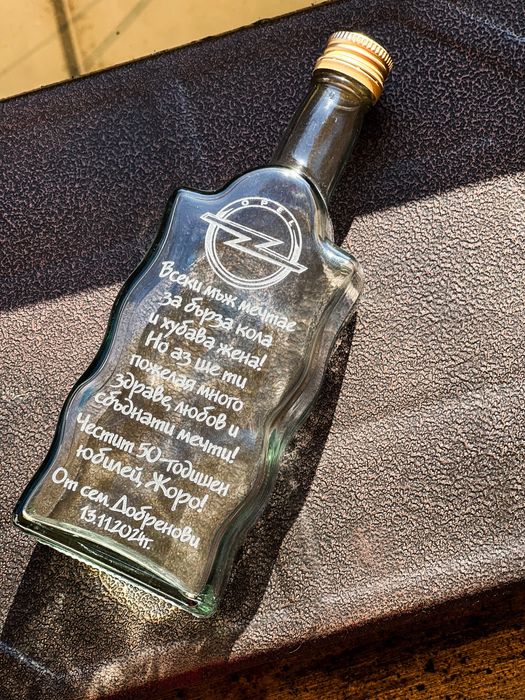 OPEL
Всеки мъж мечтае
за бърза кола
и хубава жена!
Но аз ще ти
пожелая много
здраве, любов и
сбъднати мечти!
Честит 50-годишен
юбилей, Жоро!
От сем. Добренови
13.11.2024г.